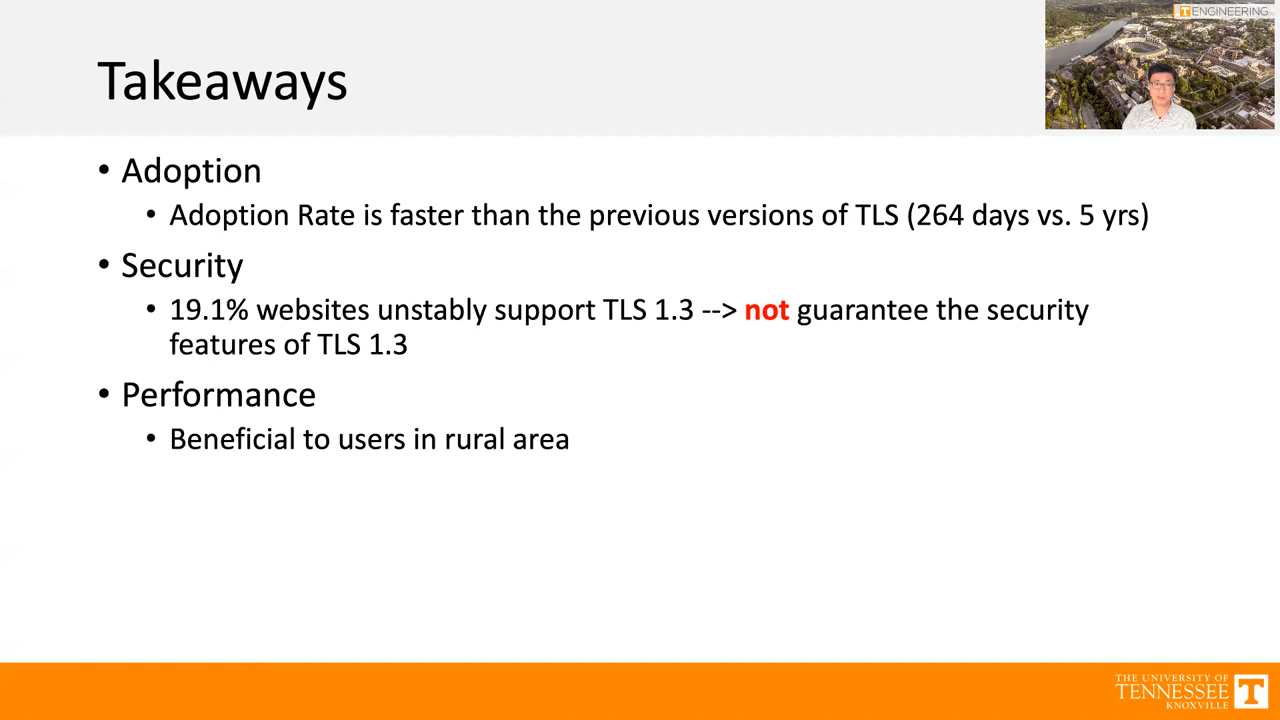 ENGINEERING
Takeaways
• Adoption
• Adoption Rate is faster than the previous versions of TLS (264 days vs. 5 yrs)
• Security
• 19.1% websites unstably support TLS 1.3 --> not guarantee the security
features of TLS 1.3
• Performance
• Beneficial to users in rural area
THE UNIVERSITY OF
TENNESSEE
KNOXVILLE
T